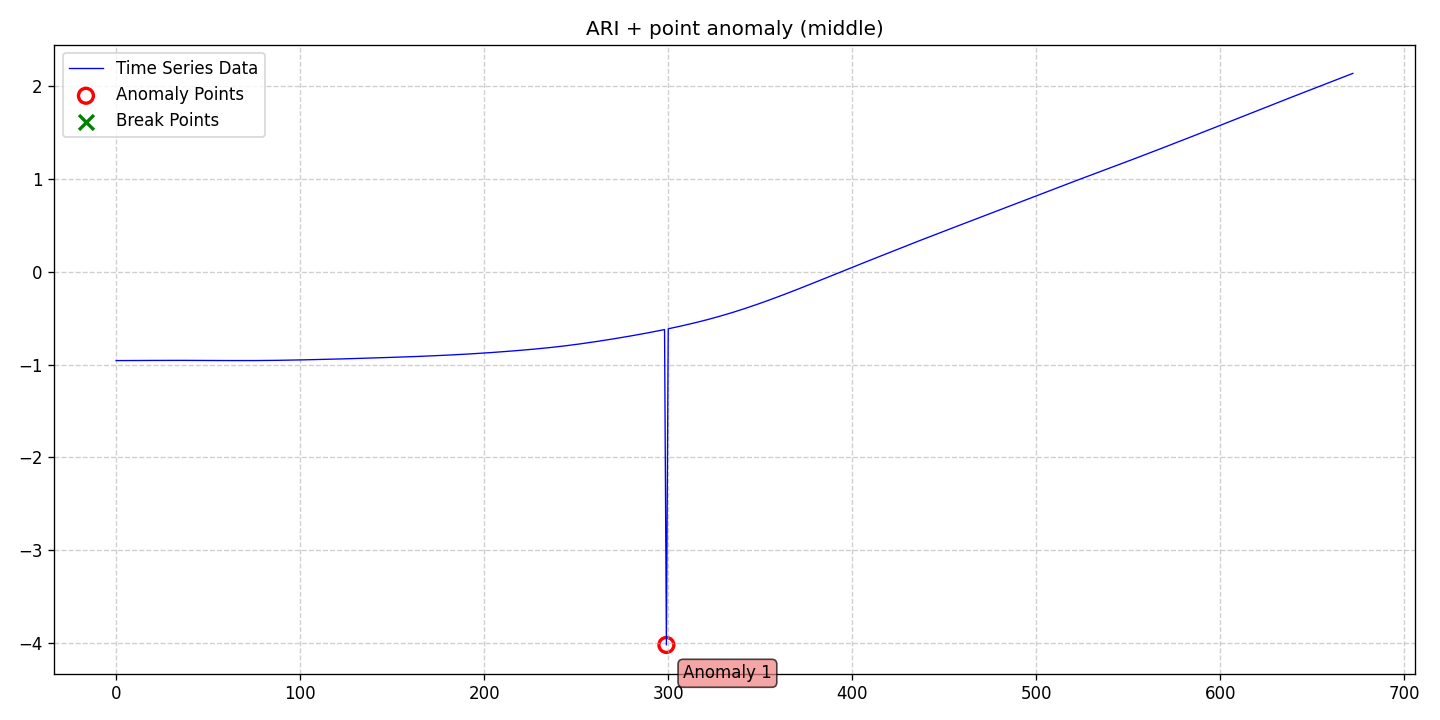 ARI + point anomaly (middle)
Time Series Data
Anomaly Points
Break Points
2
1
0
−1
−2
−3
−4
Anomaly 1
0 100 200 300 400 500 600 700